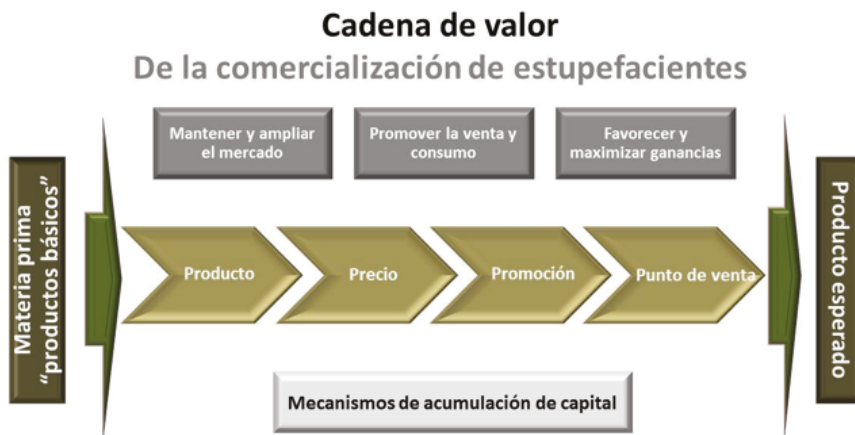 Cadena de valor
De la comercialización de estupefacientes
Mantener y ampliar
el mercado
Promover la venta y
consumo
Favorecer y
maximizar ganancias
Materia prima
“productos básicos”
Producto
Precio
Promoción
Punto de venta
Producto esperado
Mecanismos de acumulación de capital